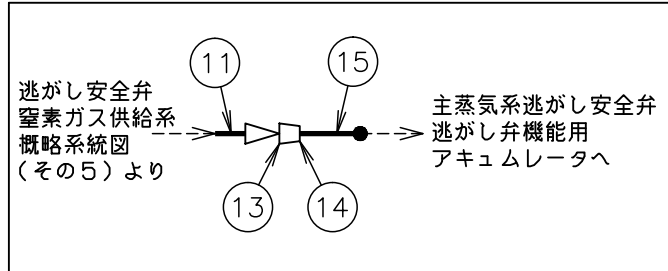 11
15
逃がし安全弁
窒素ガス供給系
概略系統図
(その5)より
主蒸気系逃がし安全弁
逃がし弁機能用
アキュムレータへ
13
14